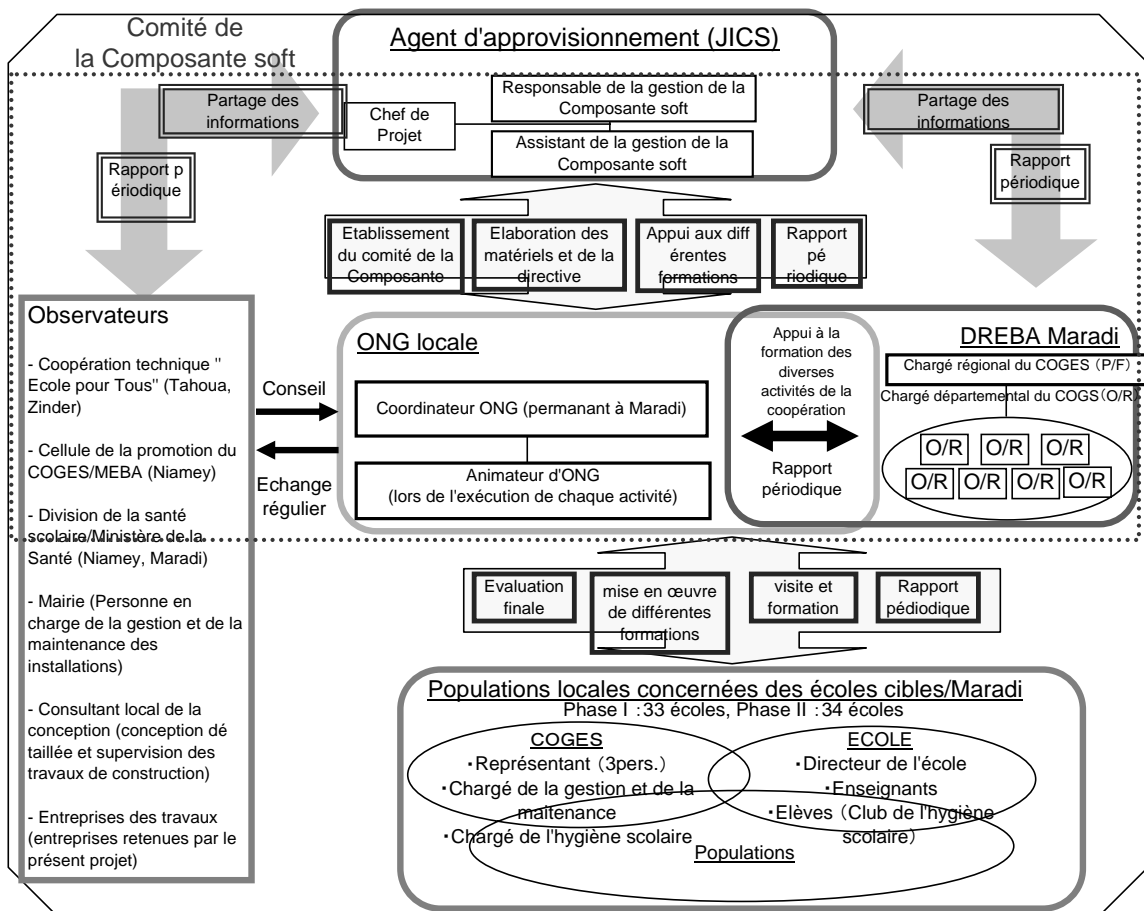 Comité de
la Composante soft
Agent d'approvisionnement (JICS)
Responsable de la gestion de la
Composante soft
Chef de
Projet
Assistant de la gestion de la
Composante soft
Partage des
informations
Partage des
informations
Rapport p
ériodique
Rapport
périodique
Etablissement
du comité de la
Composante
Elaboration des
matériels et de la
directive
Appui aux diff
érentes
formations
Rapport
pé
riodique
Observateurs
- Coopération technique "
Ecole pour Tous" (Tahoua,
Zinder)
- Cellule de la promotion du
COGES/MEBA (Niamey)
- Division de la santé
scolaire/Ministère de la
Santé (Niamey, Maradi)
- Mairie (Personne en
charge de la gestion et de la
maintenance des
installations)
- Consultant local de la
conception (conception dé
taillée et supervision des
travaux de construction)
- Entreprises des travaux
(entreprises retenues par le
présent projet)
Conseil
Echange
régulier
ONG locale
Coordinateur ONG (permanant à Maradi)
Animateur d'ONG
(lors de l'exécution de chaque activité)
Appui à la
formation des
diverses
activités de la
coopération
Rapport
périodique
DREBA Maradi
Chargé régional du COGES (P/F)
Chargé départemental du COGS(O/R)
O/R O/R O/R
O/R O/R O/R O/R
Evaluation
finale
mise en œuvre
de différentes
formations
visite et
formation
Rapport
pédiodique
Populations locales concernées des écoles cibles/Maradi
Phase I :33 écoles, Phase II :34 écoles
COGES
・Représentant (3pers.)
・Chargé de la gestion et de la
maitenance
・Chargé de l'hygiène scolaire
ECOLE
・Directeur de l'école
・Enseignants
・Elèves (Club de l'hygiène
scolaire)
Populations